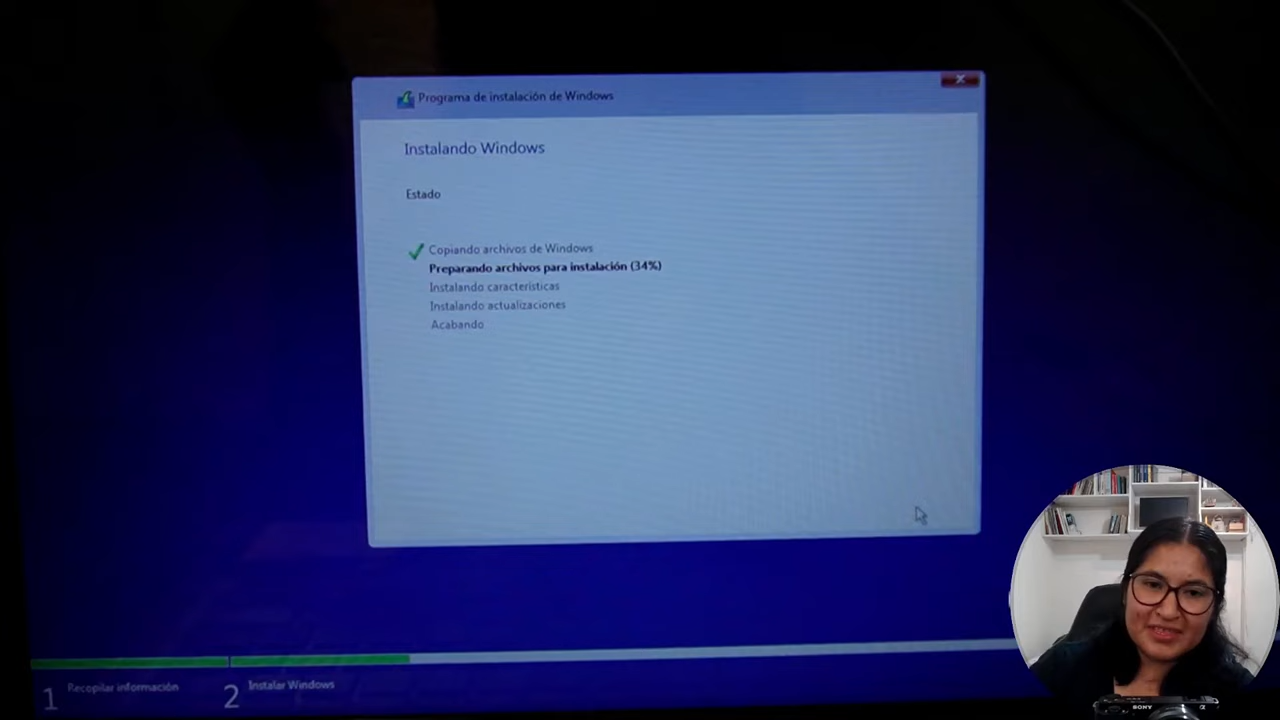 Programa de instalación de Windows
Instalando Windows
Estado
Copiando archivos de Windows
Preparando archivos para instalación (34%)
Instalando características
Instalando actualizaciones
Acabando
1 Recopilar información
2 Instalar Windows
SONY
α